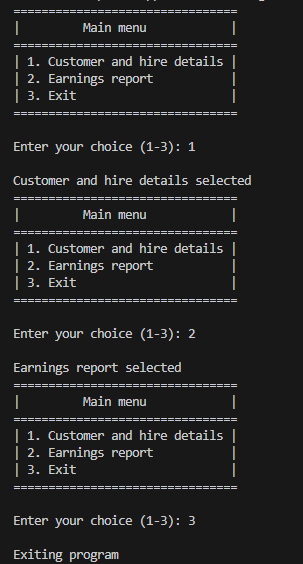 ================================
|         Main menu            |
================================
| 1. Customer and hire details |
| 2. Earnings report           |
| 3. Exit                      |
================================
Enter your choice (1-3): 1
Customer and hire details selected
================================
|         Main menu            |
================================
| 1. Customer and hire details |
| 2. Earnings report           |
| 3. Exit                      |
================================
Enter your choice (1-3): 2
Earnings report selected
================================
|         Main menu            |
================================
| 1. Customer and hire details |
| 2. Earnings report           |
| 3. Exit                      |
================================
Enter your choice (1-3): 3
Exiting program